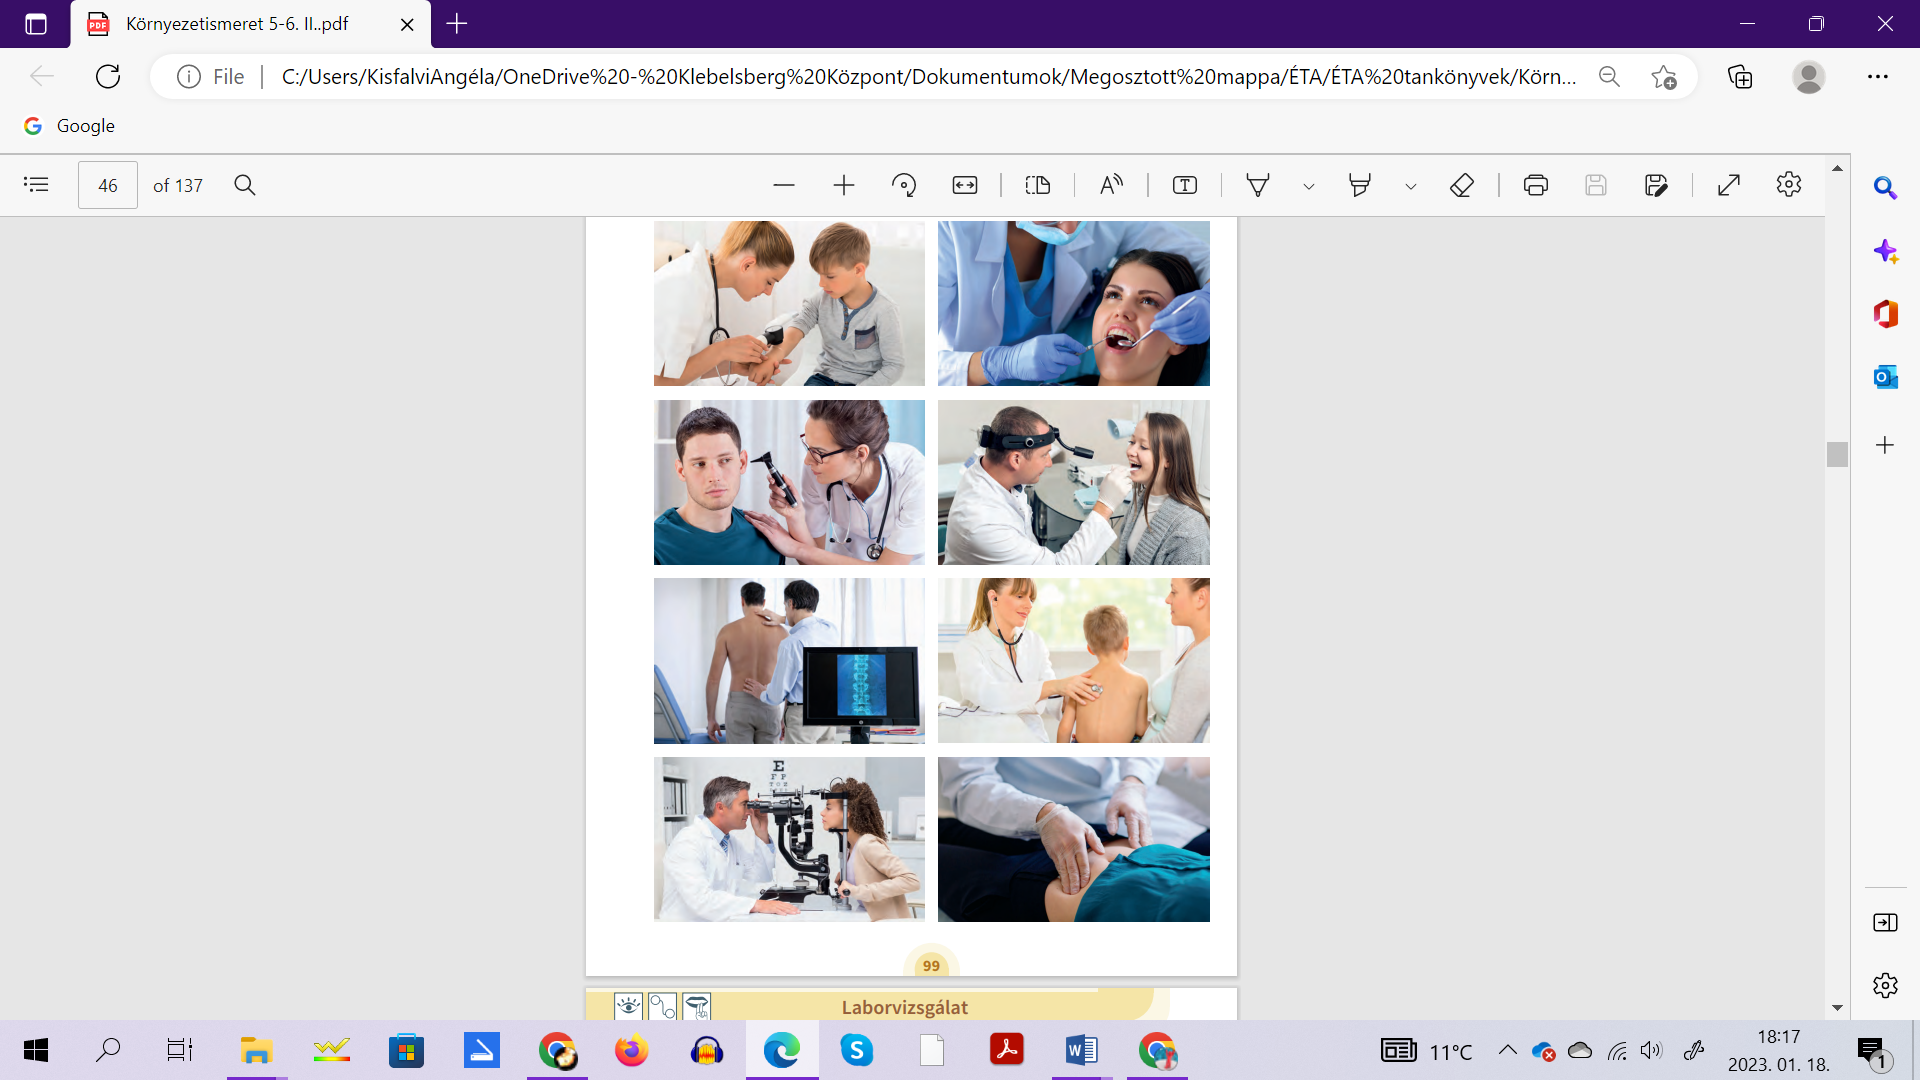 Környezetismeret 5-6. II..pdf
File
C:/Users/KisfalviAngéla/OneDrive%20-%20Klebelsberg%20Központ/Dokumentumok/Megosztott%20mappa/ÉTA/ÉTA%20tankönyvek/Körn...
Google
46 of 137
E
F P
99
Laborvizsgálat
11°C
18:17
2023. 01. 18.
1